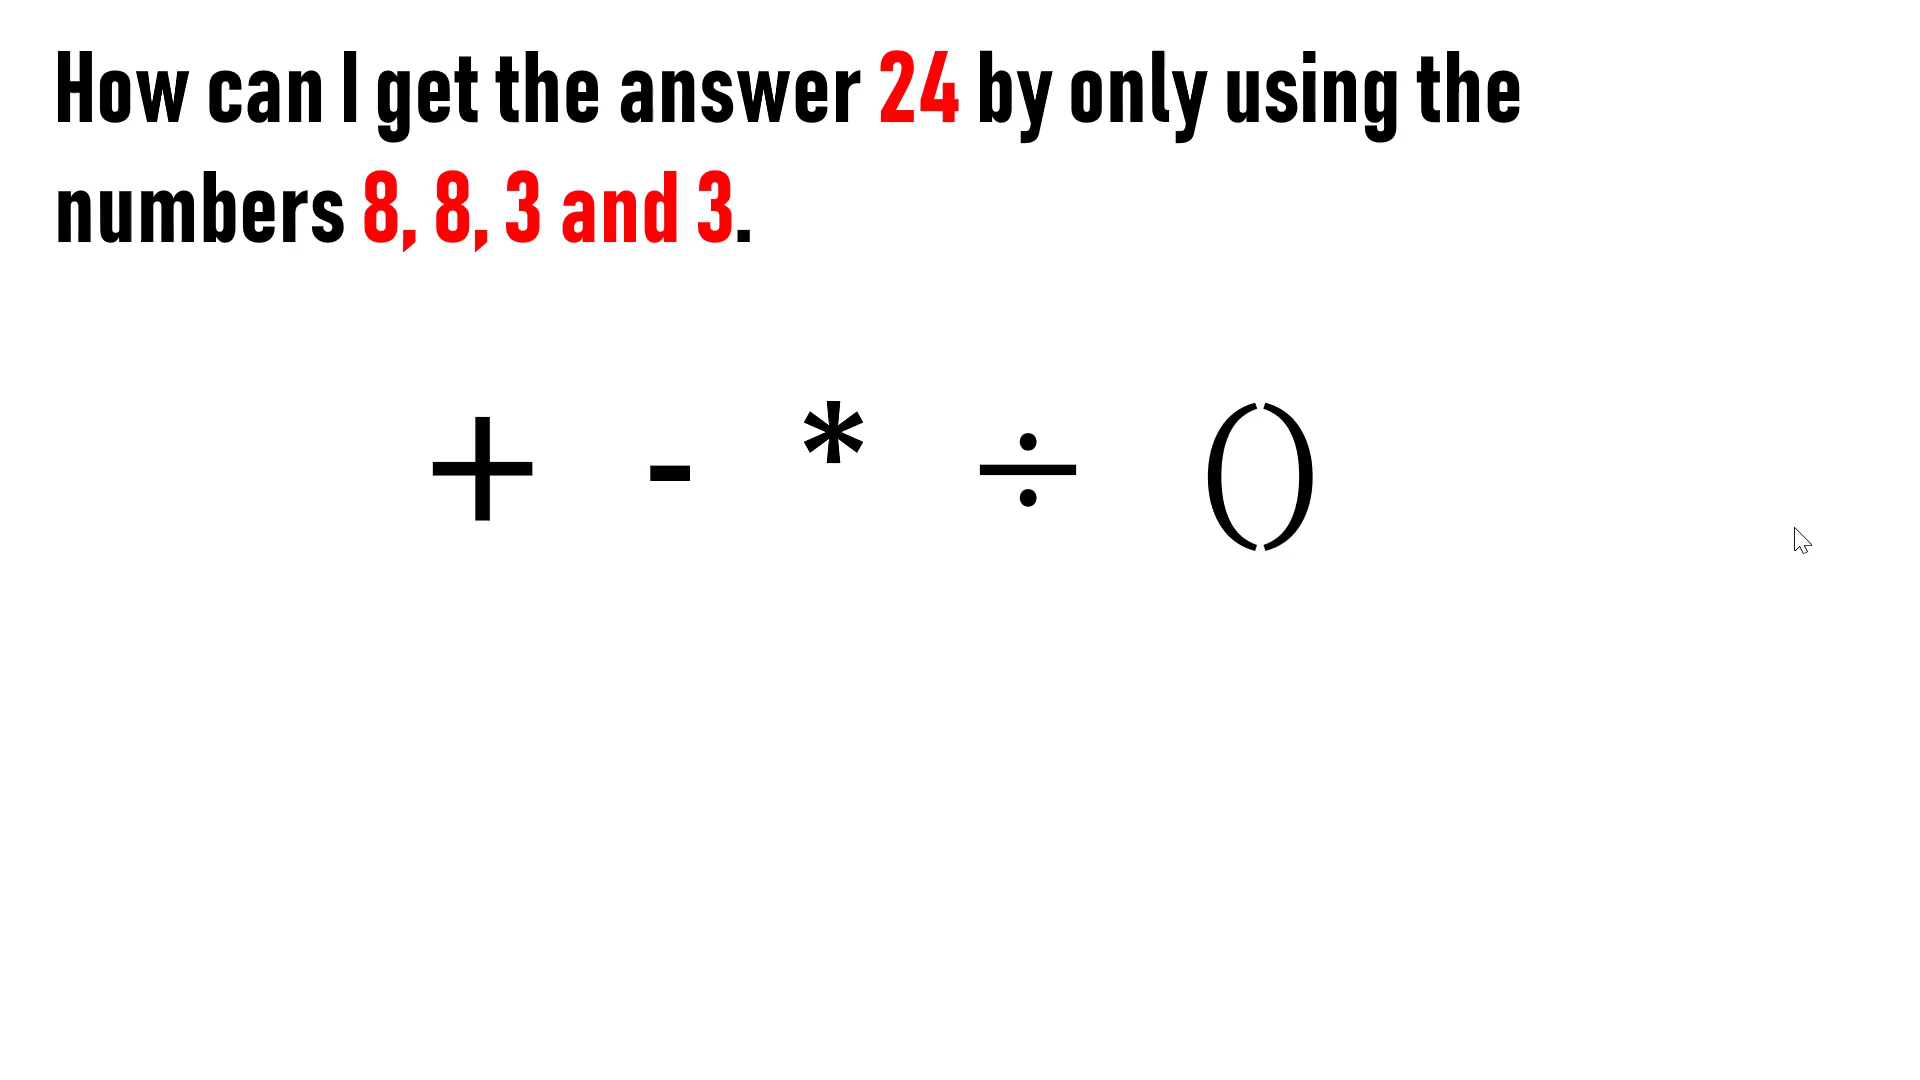 How can I get the answer 24 by only using the
numbers 8, 8, 3 and 3.
+ - * ÷ ()